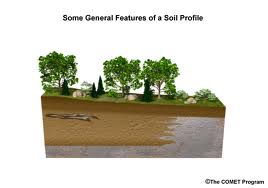 Some General Features of a Soil Profile
©The COMET Program